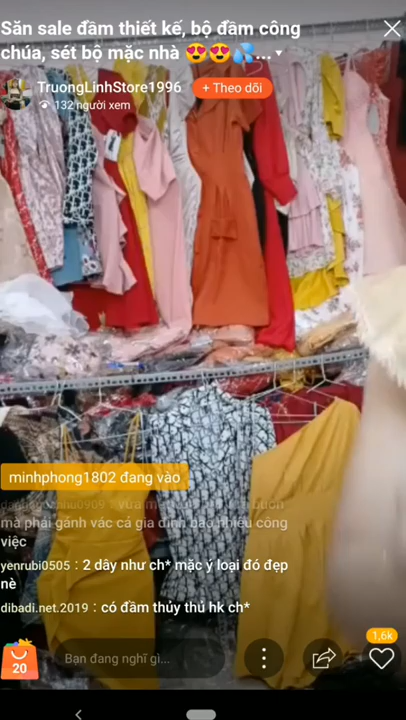 Săn sale đầm thiết kế, bộ đầm công
chúa, sét bộ mặc nhà 😍😍💦...
TruongLinhStore1996
+ Theo dõi
132 người xem
minhphong1802 đang vào
mà phải gánh vác cả gia đình bao nhiêu công
việc
yenrubi0505 : 2 dây như ch* mặc ý loại đó đẹp
nè
dibadi.net.2019 : có đầm thủy thủ hk ch*
1,6k
20
Bạn đang nghĩ gì...